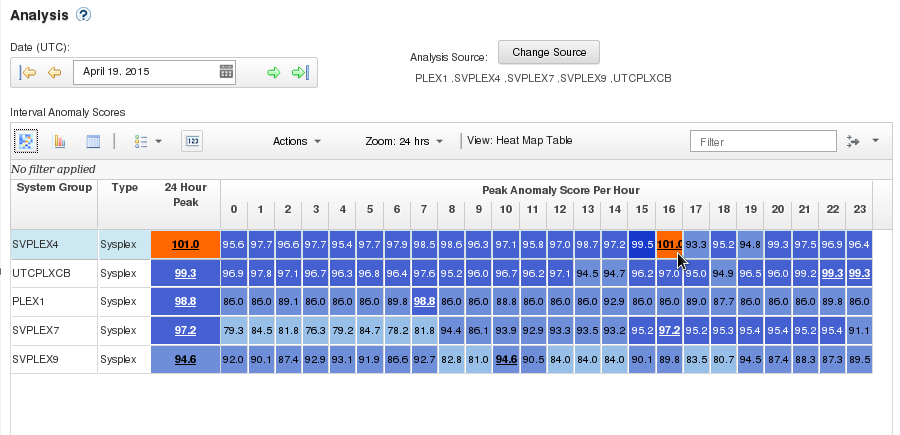 Analysis ?
Date (UTC):
April 19, 2015
Analysis Source: Change Source
PLEX1 ,SVPLEX4 ,SVPLEX7 ,SVPLEX9 ,UTCPLXCB
Interval Anomaly Scores
123 Actions Zoom: 24 hrs View: Heat Map Table Filter
No filter applied
System Group Type 24 Hour Peak Peak Anomaly Score Per Hour
0 1 2 3 4 5 6 7 8 9 10 11 12 13 14 15 16 17 18 19 20 21 22 23
SVPLEX4 Sysplex 101.0 95.6 97.7 96.6 97.7 95.4 97.7 97.9 98.5 98.6 96.3 97.1 95.8 97.0 98.7 97.2 99.5 101.0 93.3 95.2 94.8 99.3 97.5 96.9 96.4
UTCPLXCB Sysplex 99.3 96.9 97.8 97.1 96.7 96.3 96.8 96.4 97.6 95.2 96.0 96.2 96.2 97.1 94.5 94.7 96.2 97.0 95.0 94.9 96.5 96.0 99.2 99.3 99.3
PLEX1 Sysplex 98.8 86.0 86.0 89.1 86.0 86.0 86.0 89.8 98.8 86.0 86.0 88.8 86.0 86.0 86.0 92.9 86.0 86.0 89.0 87.7 86.0 86.0 86.0 89.8 86.0
SVPLEX7 Sysplex 97.2 79.3 84.5 81.8 76.3 79.2 84.7 78.2 81.8 94.4 86.1 93.9 92.9 93.3 93.5 93.2 95.2 97.2 95.2 95.3 95.4 95.4 95.2 95.4 91.1
SVPLEX9 Sysplex 94.6 92.0 90.1 87.4 92.9 93.1 91.9 86.6 92.7 82.8 81.0 94.6 90.5 84.0 84.0 84.0 90.1 89.8 83.5 80.7 94.5 87.4 88.3 87.3 89.5